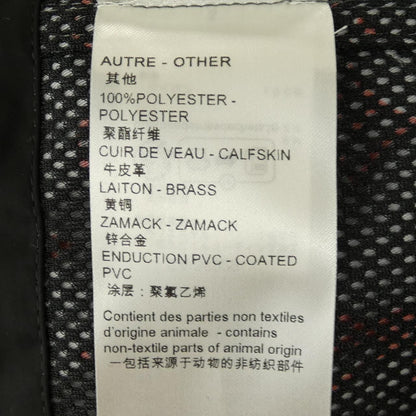 AUTRE - OTHER
其他
100%POLYESTER -
POLYESTER
聚酯纤维
CUIR DE VEAU - CALFSKIN
牛皮革
LAITON - BRASS
黄铜
ZAMACK - ZAMACK
锌合金
ENDUCTION PVC - COATED
PVC
涂层：聚氯乙烯
Contient des parties non textiles
d'origine animale - contains
non-textile parts of animal origin
一包括来源于动物的非纺织部件